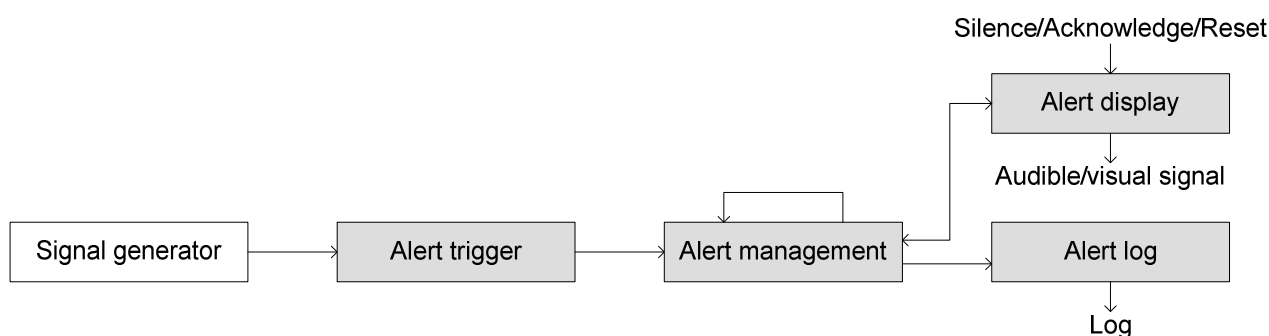 Silence/Acknowledge/Reset
Alert display
Audible/visual signal
Signal generator
Alert trigger
Alert management
Alert log
Log